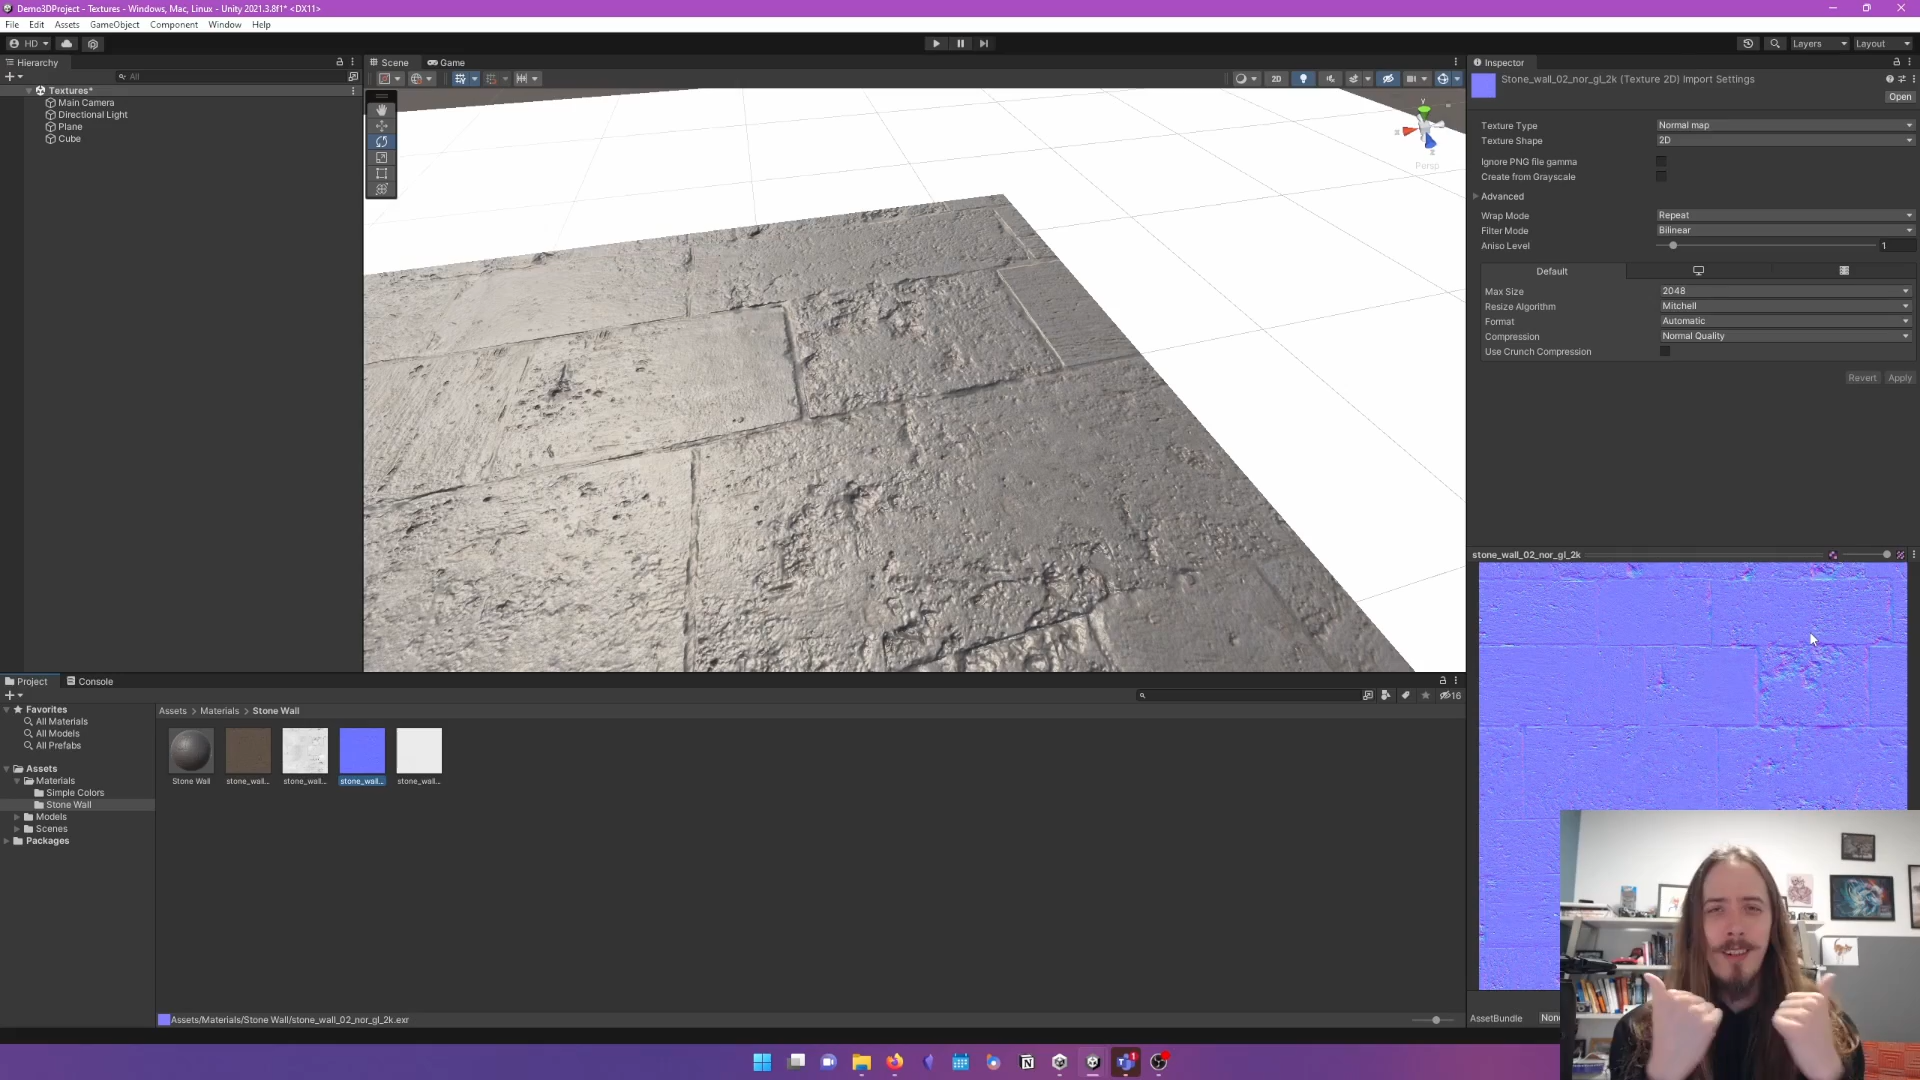 Demo3DProject - Textures - Windows, Mac, Linux - Unity 2021.3.8f1* <DX11>
File Edit Assets GameObject Component Window Help
HD
Layers Layout
Hierarchy
All
Textures*
Main Camera
Directional Light
Plane
Cube
Scene Game
2D
Persp
Inspector
Stone_wall_02_nor_gl_2k (Texture 2D) Import Settings
Open
Texture Type Normal map
Texture Shape 2D
Ignore PNG file gamma
Create from Grayscale
Advanced
Wrap Mode Repeat
Filter Mode Bilinear
Aniso Level 1
Default
Max Size 2048
Resize Algorithm Mitchell
Format Automatic
Compression Normal Quality
Use Crunch Compression
Revert Apply
stone_wall_02_nor_gl_2k
AssetBundle
Project Console
16
Favorites
All Materials
All Models
All Prefabs
Assets
Materials
Simple Colors
Stone Wall
Models
Scenes
Packages
Assets > Materials > Stone Wall
Stone Wall stone_wall... stone_wall... stone_wall... stone_wall...
Assets/Materials/Stone Wall/stone_wall_02_nor_gl_2k.exr